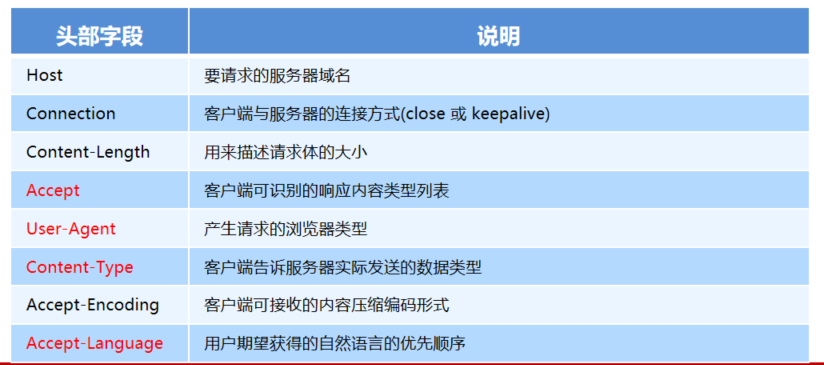 头部字段 说明
Host 要请求的服务器域名
Connection 客户端与服务器的连接方式(close 或 keepalive)
Content-Length 用来描述请求体的大小
Accept 客户端可识别的响应内容类型列表
User-Agent 产生请求的浏览器类型
Content-Type 客户端告诉服务器实际发送的数据类型
Accept-Encoding 客户端可接收的内容压缩编码形式
Accept-Language 用户期望获得的自然语言的优先顺序